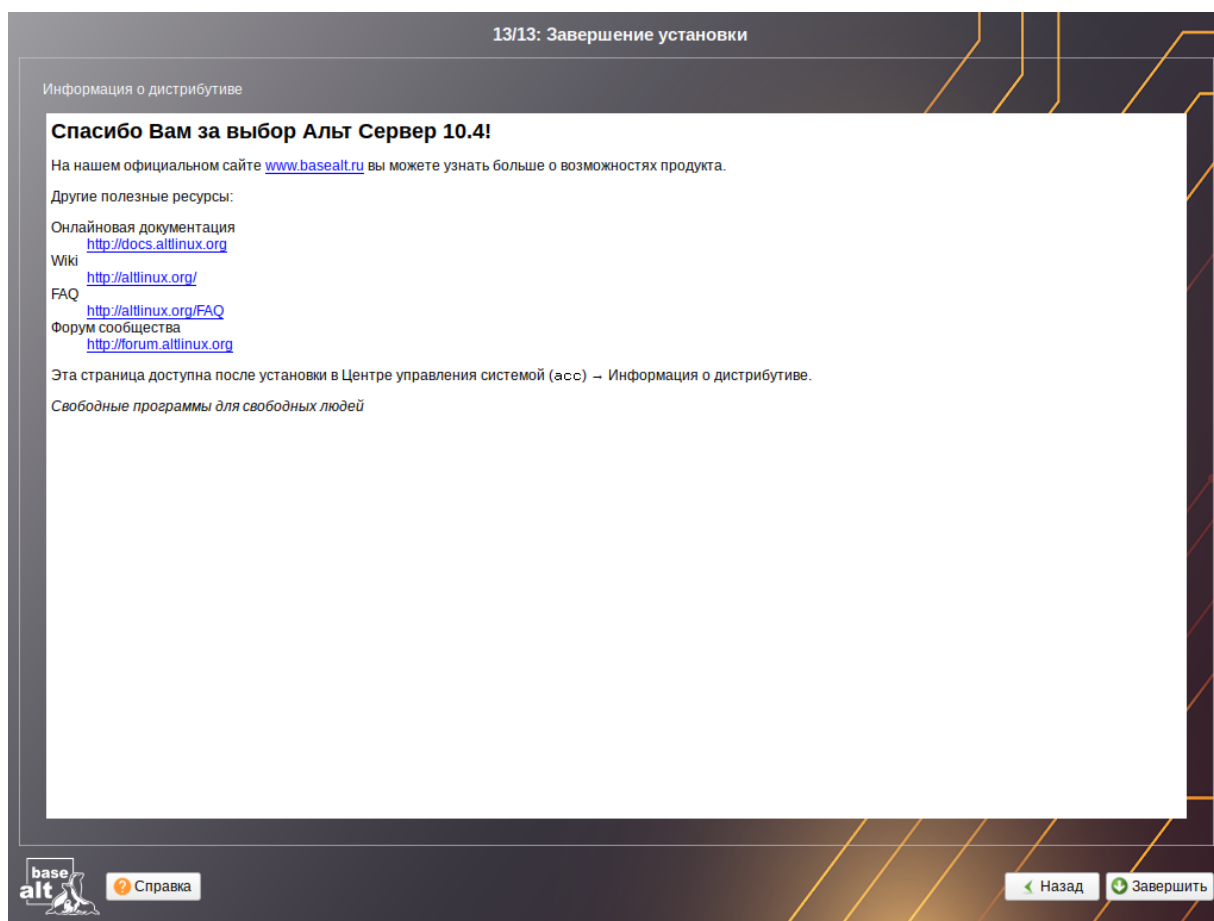 13/13: Завершение установки
Информация о дистрибутиве
Спасибо Вам за выбор Альт Сервер 10.4!
На нашем официальном сайте www.basealt.ru вы можете узнать больше о возможностях продукта.
Другие полезные ресурсы:
Онлайновая документация
http://docs.altlinux.org
Wiki
http://altlinux.org/
FAQ
http://altlinux.org/FAQ
Форум сообщества
http://forum.altlinux.org
Эта страница доступна после установки в Центре управления системой (acc) → Информация о дистрибутиве.
Свободные программы для свободных людей
base
alt
Справка
Назад
Завершить